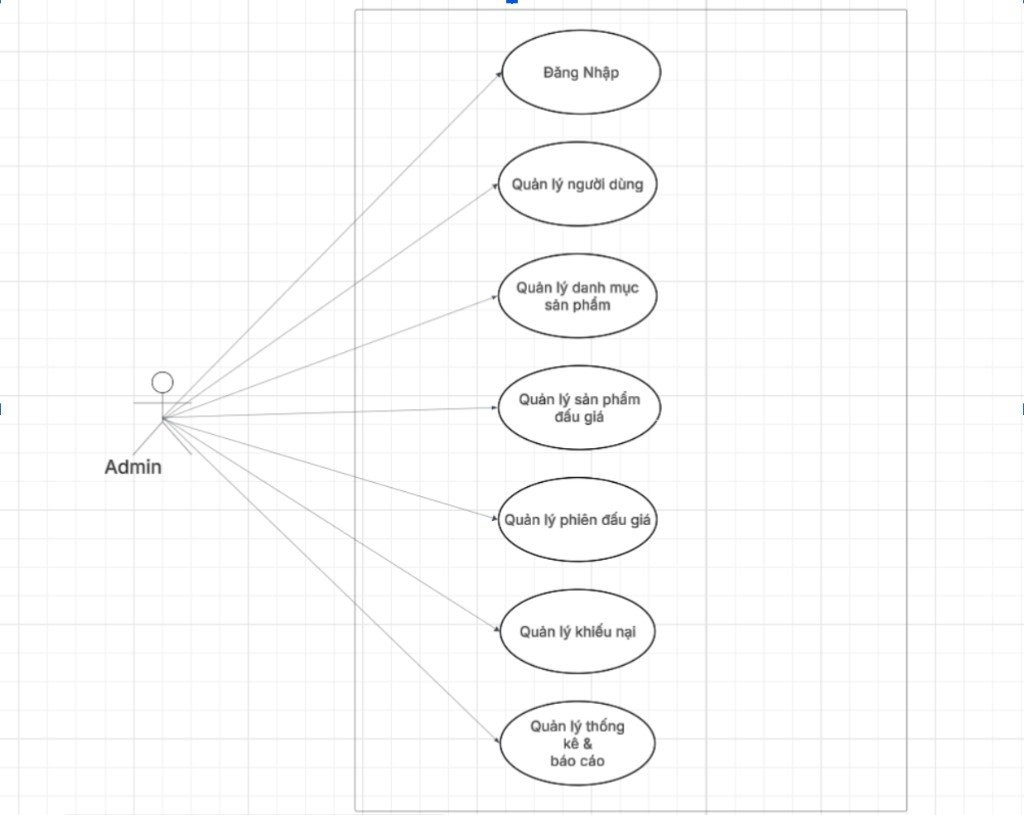 Đăng Nhập
Quản lý người dùng
Quản lý danh mục
sản phẩm
Quản lý sản phẩm
đấu giá
Quản lý phiên đấu giá
Quản lý khiếu nại
Quản lý thống
kê &
báo cáo
Admin